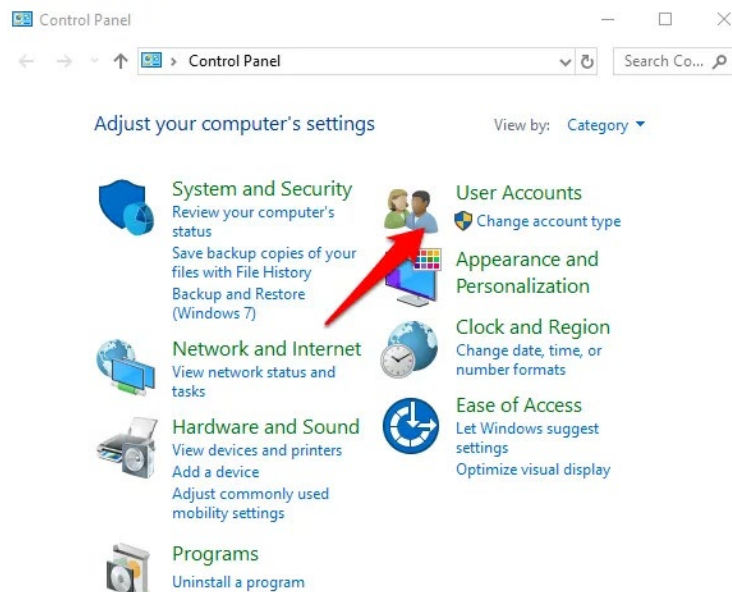 Control Panel
Control Panel
Search Co...
Adjust your computer's settings
View by: Category
System and Security
Review your computer's
status
Save backup copies of your
files with File History
Backup and Restore
(Windows 7)
Network and Internet
View network status and
tasks
Hardware and Sound
View devices and printers
Add a device
Adjust commonly used
mobility settings
Programs
Uninstall a program
User Accounts
Change account type
Appearance and
Personalization
Clock and Region
Change date, time, or
number formats
Ease of Access
Let Windows suggest
settings
Optimize visual display